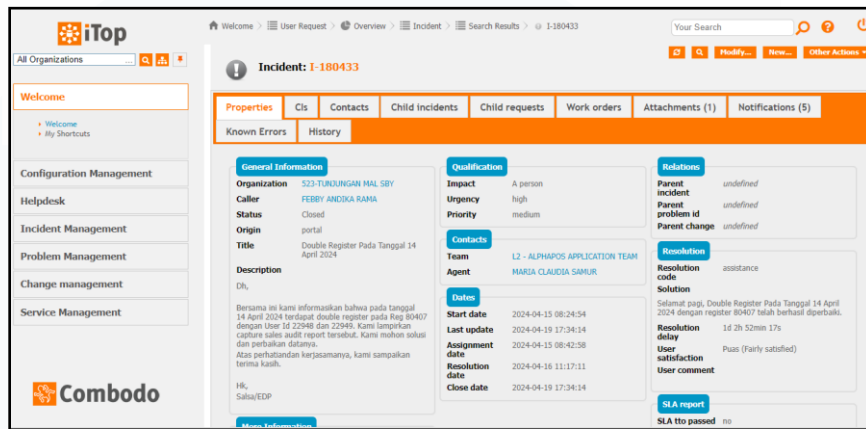 iTop
All Organizations ...
Welcome > User Request > Overview > Incident > Search Results > I-180433
Your Search
Modify... New... Other Actions
Incident: I-180433
Welcome
Welcome
My Shortcuts
Configuration Management
Helpdesk
Incident Management
Problem Management
Change management
Service Management
Combodo
Properties CIs Contacts Child incidents Child requests Work orders Attachments (1) Notifications (5)
Known Errors History
General Information
Organization 523-TUNJUNGAN MAL SBY
Caller FEBBY ANDIKA RAMA
Status Closed
Origin portal
Title Double Register Pada Tanggal 14
April 2024
Description
Dh,
Bersama ini kami informasikan bahwa pada tanggal
14 April 2024 terdapat double register pada Reg 80407
dengan User Id 22948 dan 22949. Kami lampirkan
capture sales audit report tersebut. Kami mohon solusi
dan perbaikan datanya.
Atas perhatiandan kerjasamanya, kami sampaikan
terima kasih.
Hk,
Salsa/EDP
More Information
Qualification
Impact A person
Urgency high
Priority medium
Contacts
Team L2 - ALPHAPOS APPLICATION TEAM
Agent MARIA CLAUDIA SAMUR
Dates
Start date 2024-04-15 08:24:54
Last update 2024-04-19 17:34:14
Assignment
date 2024-04-15 08:42:58
Resolution
date 2024-04-16 11:17:11
Close date 2024-04-19 17:34:14
Relations
Parent
incident undefined
Parent
problem id undefined
Parent change undefined
Resolution
Resolution
code assistance
Solution
Selamat pagi, Double Register Pada Tanggal 14 April
2024 dengan register 80407 telah berhasil diperbaiki.
Resolution
delay 1d 2h 52min 17s
User
satisfaction Puas (Fairly satisfied)
User comment
SLA report
SLA tto passed no